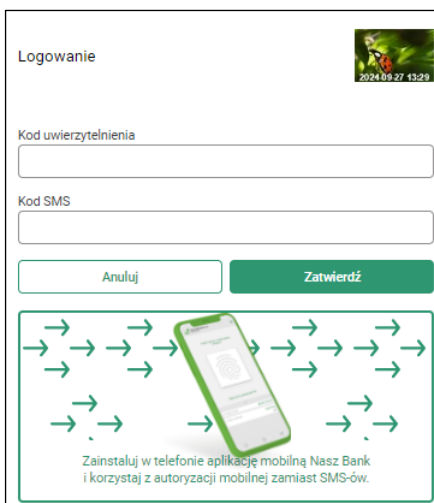 Logowanie
2024-09-27 13:29
Kod uwierzytelnienia
Kod SMS
Anuluj
Zatwierdź
Zainstaluj w telefonie aplikację mobilną Nasz Bank
i korzystaj z autoryzacji mobilnej zamiast SMS-ów.